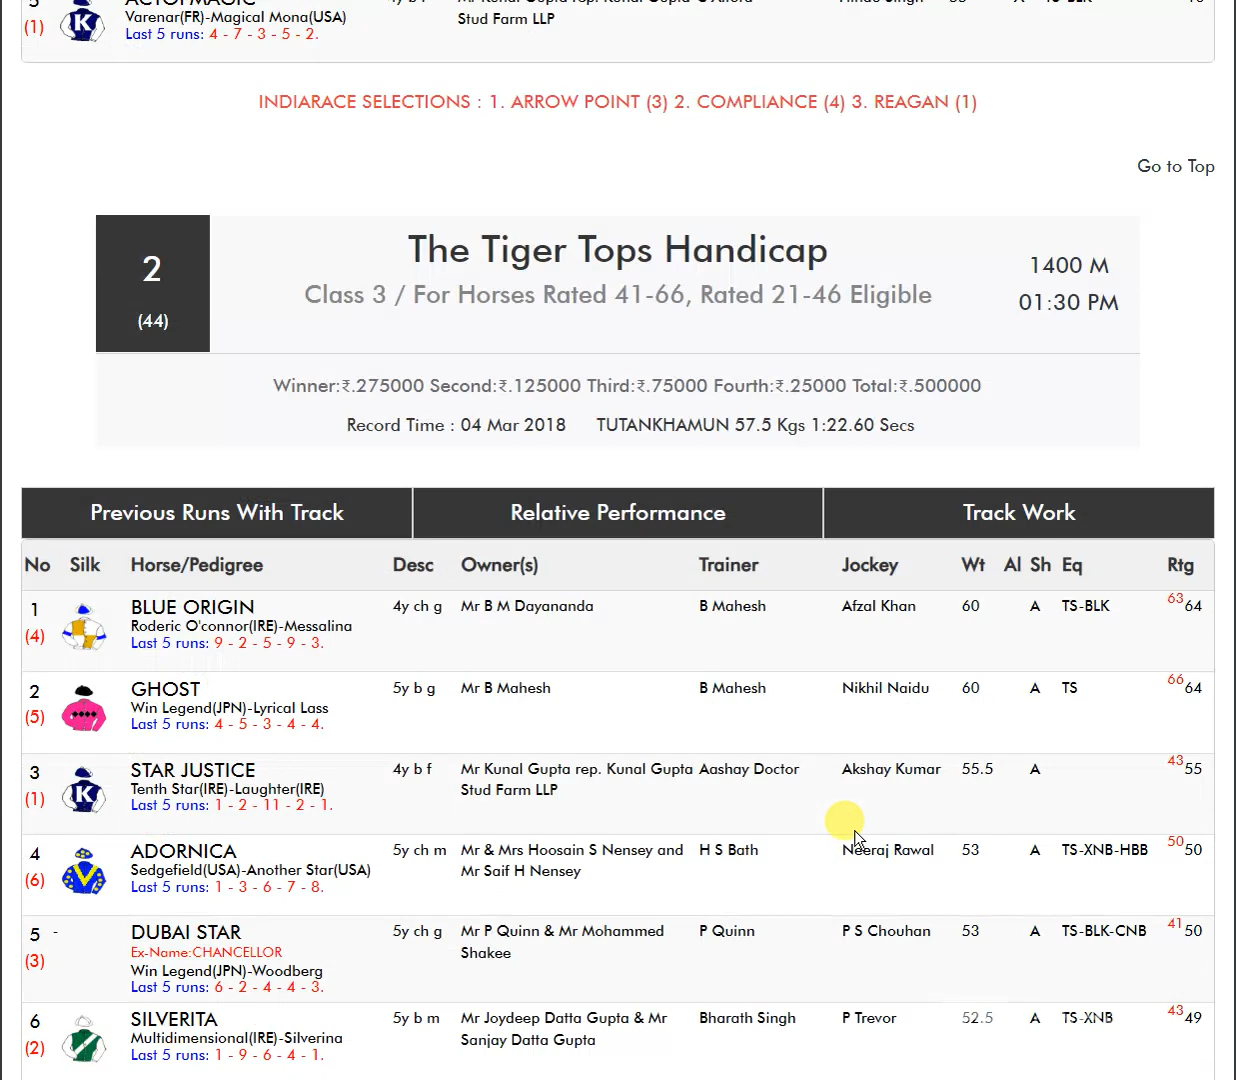 5 ACTOFMAGIC 4y b f Mr Kunal Gupta rep. Kunal Gupta C Alford Hindu Singh 53 A TS-BLK
(1) Varenar(FR)-Magical Mona(USA) Stud Farm LLP
Last 5 runs: 4 - 7 - 3 - 5 - 2.
INDIARACE SELECTIONS : 1. ARROW POINT (3) 2. COMPLIANCE (4) 3. REAGAN (1)
Go to Top
2
(44)
The Tiger Tops Handicap
Class 3 / For Horses Rated 41-66, Rated 21-46 Eligible
1400 M
01:30 PM
Winner:₹.275000 Second:₹.125000 Third:₹.75000 Fourth:₹.25000 Total:₹.500000
Record Time : 04 Mar 2018 TUTANKHAMUN 57.5 Kgs 1:22.60 Secs
Previous Runs With Track Relative Performance Track Work
No Silk Horse/Pedigree Desc Owner(s) Trainer Jockey Wt Al Sh Eq Rtg
1 BLUE ORIGIN 4y ch g Mr B M Dayananda B Mahesh Afzal Khan 60 A TS-BLK 63 64
(4) Roderic O'connor(IRE)-Messalina
Last 5 runs: 9 - 2 - 5 - 9 - 3.
2 GHOST 5y b g Mr B Mahesh B Mahesh Nikhil Naidu 60 A TS 66 64
(5) Win Legend(JPN)-Lyrical Lass
Last 5 runs: 4 - 5 - 3 - 4 - 4.
3 STAR JUSTICE 4y b f Mr Kunal Gupta rep. Kunal Gupta Aashay Doctor Akshay Kumar 55.5 A 43 55
(1) K Tenth Star(IRE)-Laughter(IRE) Stud Farm LLP
Last 5 runs: 1 - 2 - 11 - 2 - 1.
4 ADORNICA 5y ch m Mr & Mrs Hoosain S Nensey and H S Bath Neeraj Rawal 53 A TS-XNB-HBB 50 50
(6) Sedgefield(USA)-Another Star(USA) Mr Saif H Nensey
Last 5 runs: 1 - 3 - 6 - 7 - 8.
5 - DUBAI STAR 5y ch g Mr P Quinn & Mr Mohammed P Quinn P S Chouhan 53 A TS-BLK-CNB 41 50
(3) Ex-Name:CHANCELLOR Shakee
Win Legend(JPN)-Woodberg
Last 5 runs: 6 - 2 - 4 - 4 - 3.
6 SILVERITA 5y b m Mr Joydeep Datta Gupta & Mr Bharath Singh P Trevor 52.5 A TS-XNB 43 49
(2) Multidimensional(IRE)-Silverina Sanjay Datta Gupta
Last 5 runs: 1 - 9 - 6 - 4 - 1.